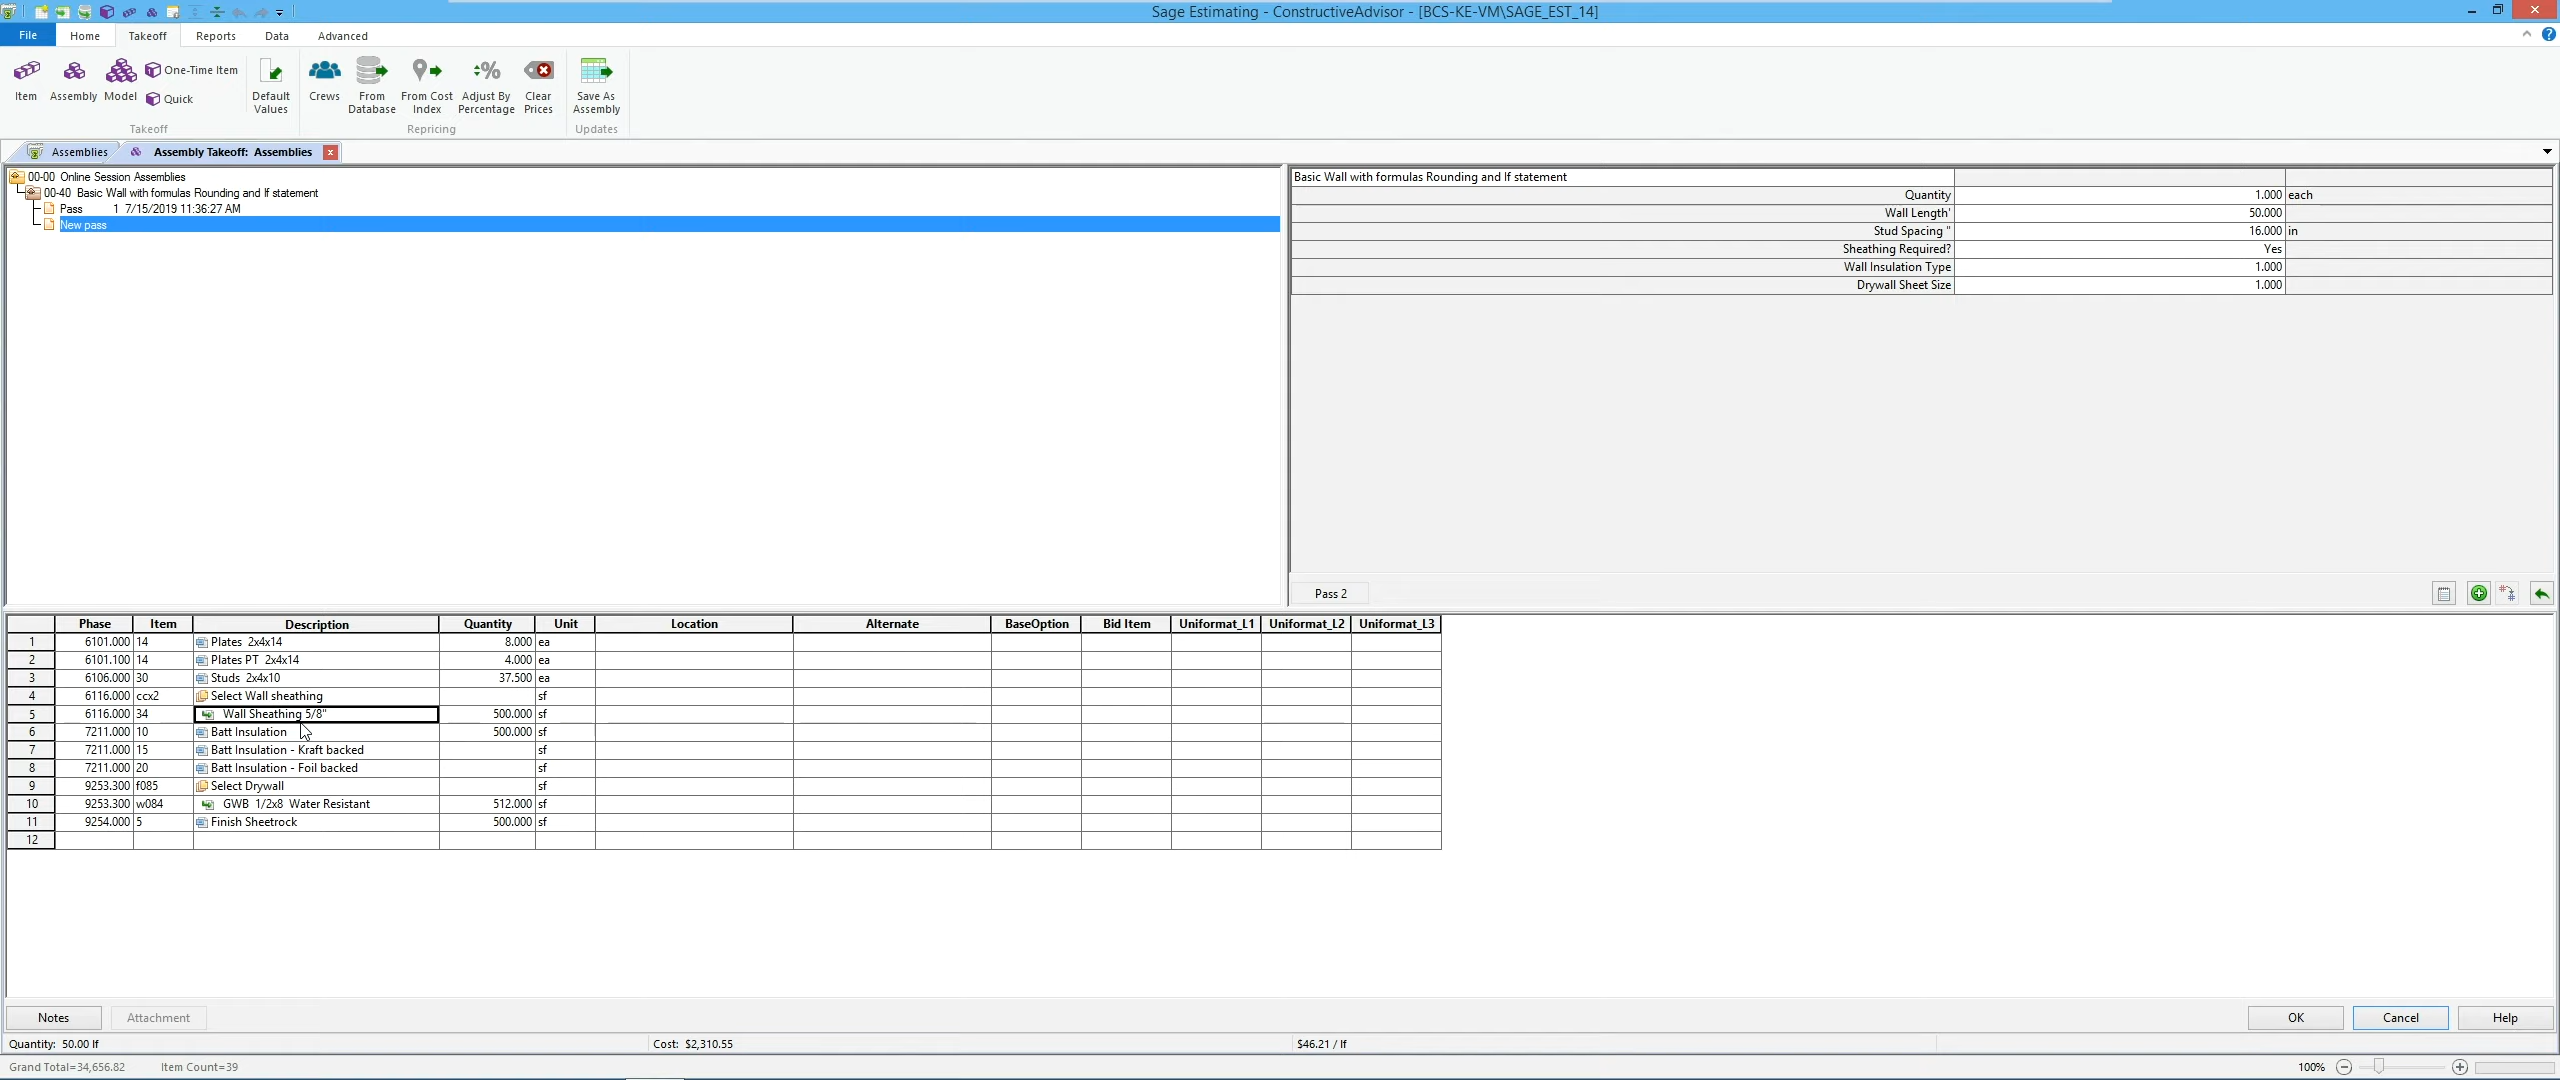 Sage Estimating - ConstructiveAdvisor - [BCS-KE-VM\SAGE_EST_14]
File Home Takeoff Reports Data Advanced
Item Assembly Model One-Time Item Quick Default Values Crews From Database From Cost Index Adjust By Percentage Clear Prices Save As Assembly
Takeoff Repricing Updates
Assemblies Assembly Takeoff: Assemblies
00-00 Online Session Assemblies
00-40 Basic Wall with formulas Rounding and If statement
Pass 1 7/15/2019 11:36:27 AM
New pass
Basic Wall with formulas Rounding and If statement
Quantity 1.000 each
Wall Length' 50.000
Stud Spacing " 16.000 in
Sheathing Required? Yes
Wall Insulation Type 1.000
Drywall Sheet Size 1.000
Pass 2
Phase Item Description Quantity Unit Location Alternate BaseOption Bid Item Uniformat_L1 Uniformat_L2 Uniformat_L3
1 6101.000 14 Plates 2x4x14 8.000 ea
2 6101.100 14 Plates PT 2x4x14 4.000 ea
3 6106.000 30 Studs 2x4x10 37.500 ea
4 6116.000 ccx2 Select Wall sheathing sf
5 6116.000 34 Wall Sheathing 5/8" 500.000 sf
6 7211.000 10 Batt Insulation 500.000 sf
7 7211.000 15 Batt Insulation - Kraft backed sf
8 7211.000 20 Batt Insulation - Foil backed sf
9 9253.300 f085 Select Drywall sf
10 9253.300 w084 GWB 1/2x8 Water Resistant 512.000 sf
11 9254.000 5 Finish Sheetrock 500.000 sf
12
Notes Attachment OK Cancel Help
Quantity: 50.00 lf Cost: $2,310.55 $46.21 / lf
Grand Total=34,656.82 Item Count=39 100%